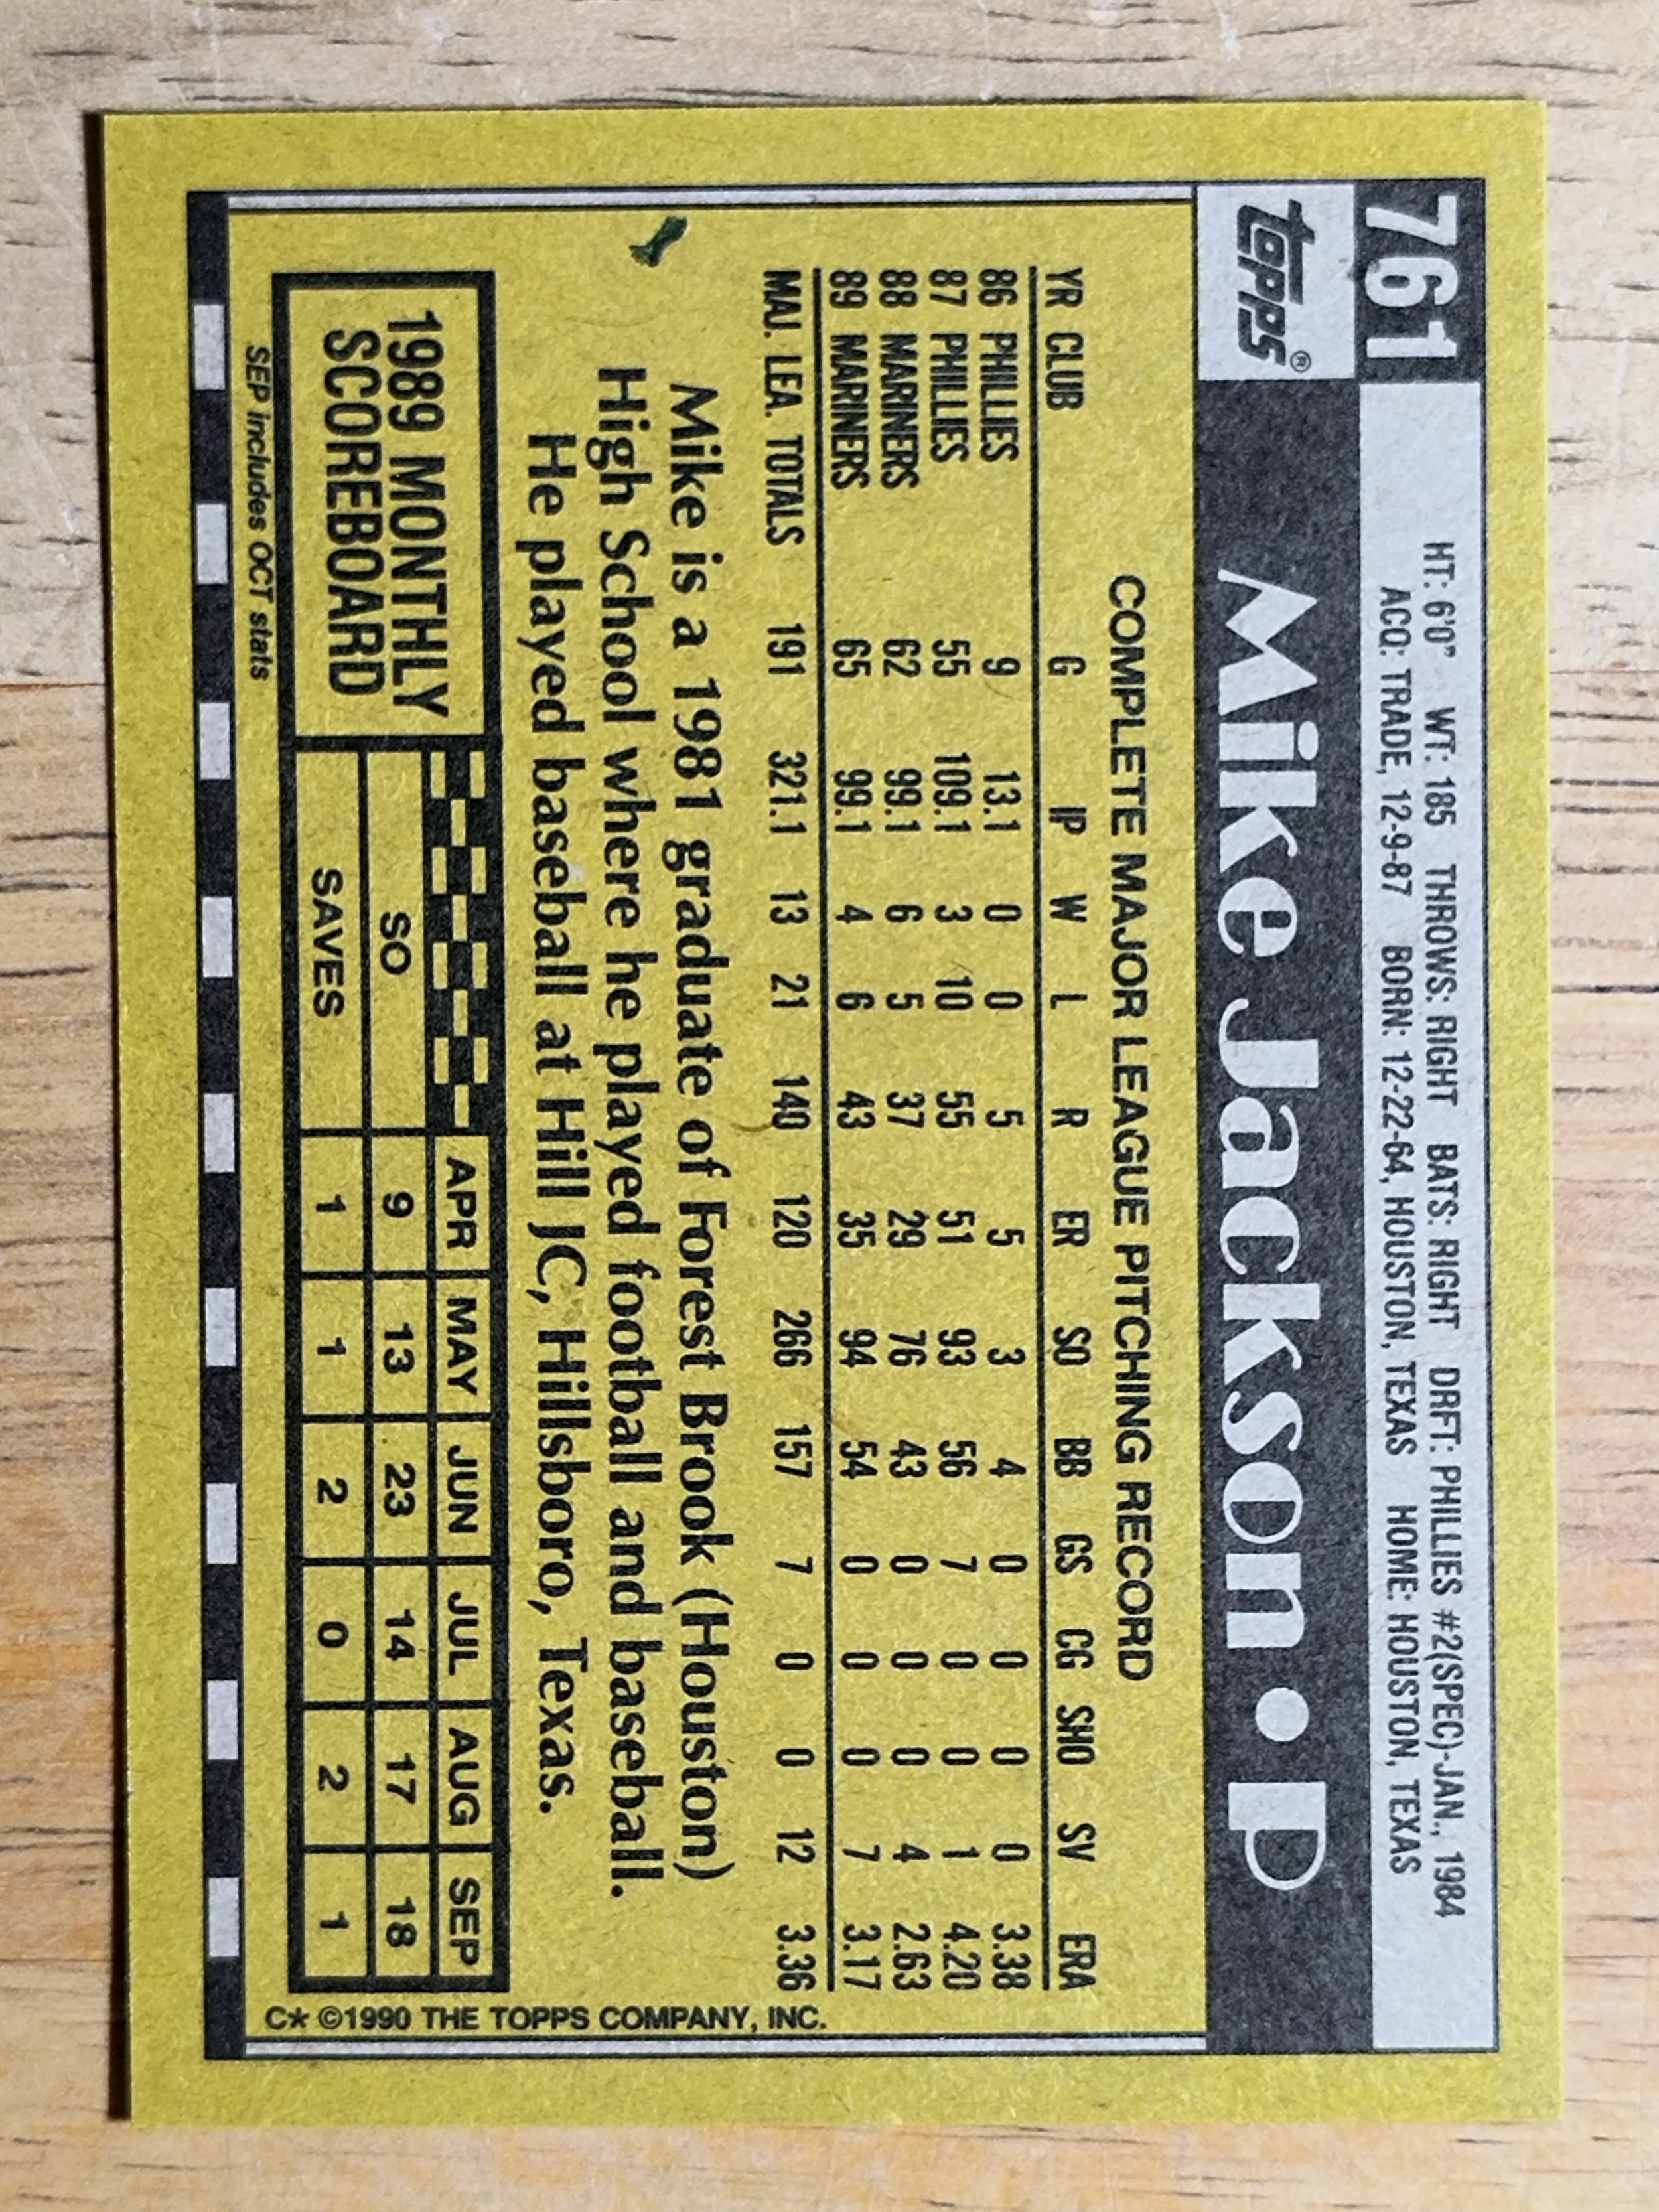 761
HT: 6'0" WT: 185 THROWS: RIGHT BATS: RIGHT DRFT: PHILLIES #2(SPEC)-JAN., 1984
ACQ: TRADE, 12-9-87 BORN: 12-22-64, HOUSTON, TEXAS HOME: HOUSTON, TEXAS
topps®
Mike Jackson • P
COMPLETE MAJOR LEAGUE PITCHING RECORD
YR CLUB G IP W L R ER SO BB GS CG SHO SV ERA
86 PHILLIES 9 13.1 0 0 5 5 3 4 0 0 0 0 3.38
87 PHILLIES 55 109.1 3 10 55 51 93 56 7 0 0 1 4.20
88 MARINERS 62 99.1 6 5 37 29 76 43 0 0 0 4 2.63
89 MARINERS 65 99.1 4 6 43 35 94 54 0 0 0 7 3.17
MAJ. LEA. TOTALS 191 321.1 13 21 140 120 266 157 7 0 0 12 3.36
Mike is a 1981 graduate of Forest Brook (Houston)
High School where he played football and baseball.
He played baseball at Hill JC, Hillsboro, Texas.
1989 MONTHLY
SCOREBOARD
APR MAY JUN JUL AUG SEP
SO 9 13 23 14 17 18
SAVES 1 1 2 0 2 1
SEP includes OCT stats
C* ©1990 THE TOPPS COMPANY, INC.